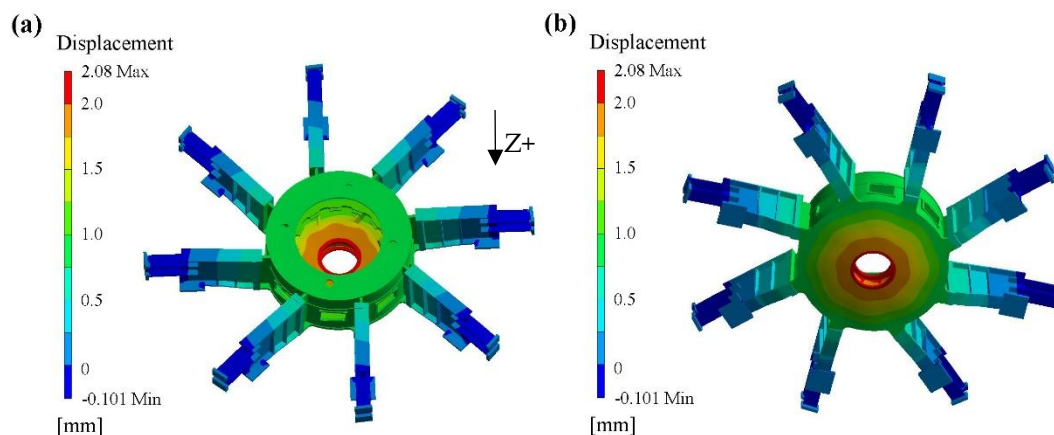 (a)
Displacement
2.08 Max
2.0
1.5
1.0
0.5
0
-0.101 Min
[mm]
Z+
(b)
Displacement
2.08 Max
2.0
1.5
1.0
0.5
0
-0.101 Min
[mm]